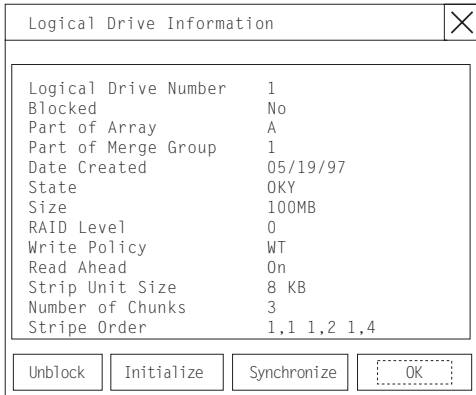 Logical Drive Information
Logical Drive Number 1
Blocked No
Part of Array A
Part of Merge Group 1
Date Created 05/19/97
State OKY
Size 100MB
RAID Level 0
Write Policy WT
Read Ahead On
Strip Unit Size 8 KB
Number of Chunks 3
Stripe Order 1,1 1,2 1,4
Unblock Initialize Synchronize OK